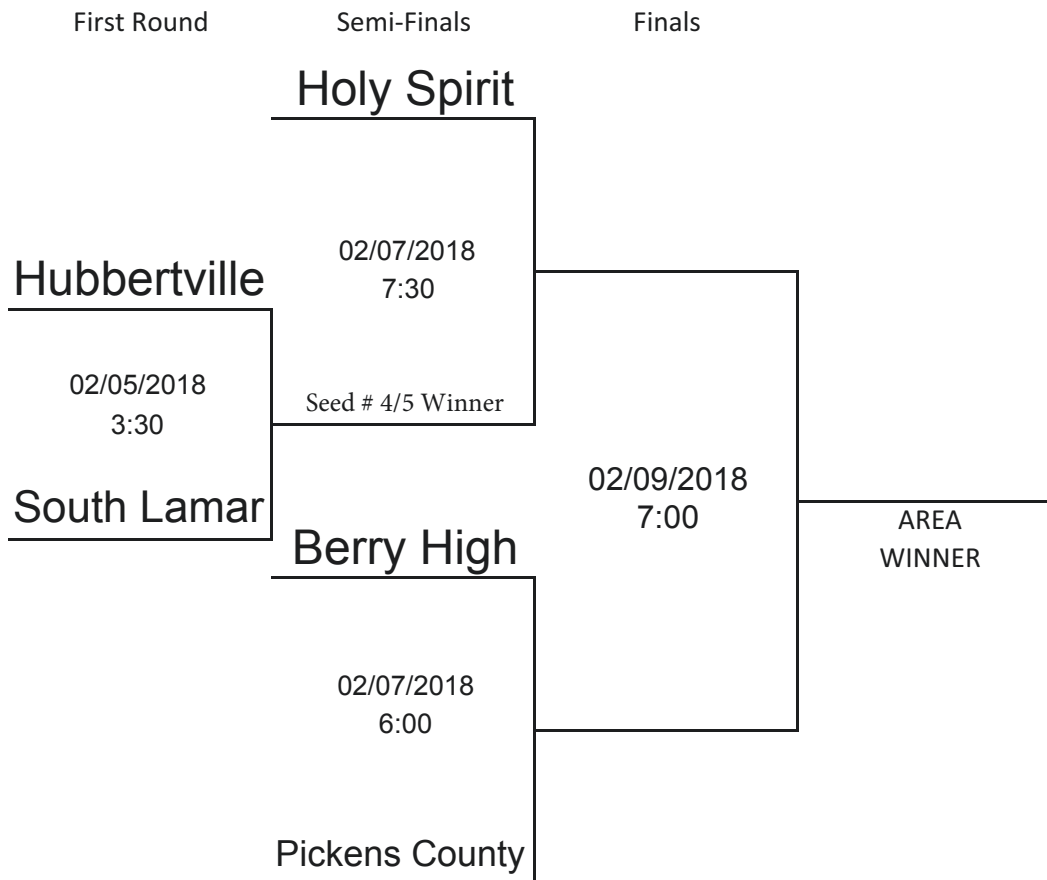 First Round
Semi-Finals
Finals
Holy Spirit
02/07/2018
7:30
Hubbertville
02/05/2018
3:30
Seed # 4/5 Winner
South Lamar
02/09/2018
7:00
AREA
WINNER
Berry High
02/07/2018
6:00
Pickens County